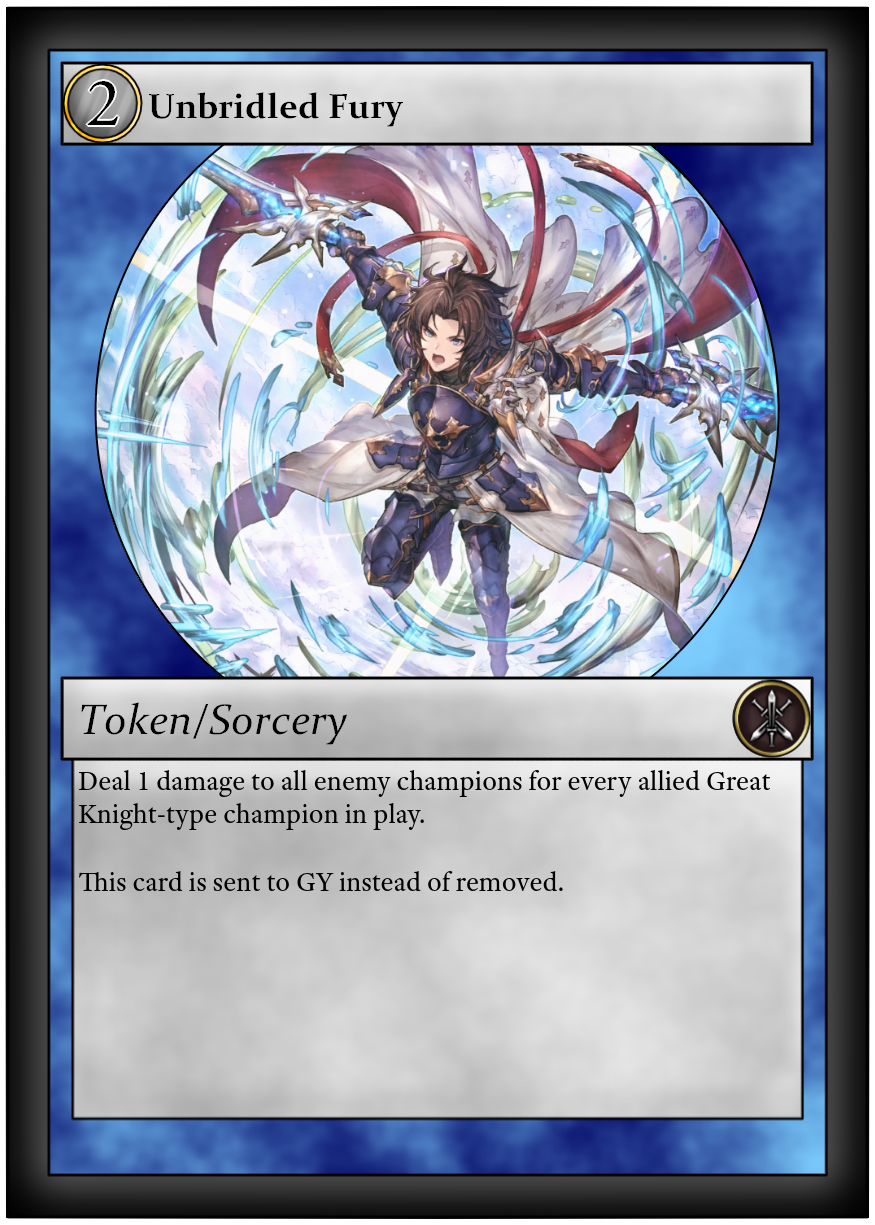 2 Unbridled Fury
Token/Sorcery
Deal 1 damage to all enemy champions for every allied Great
Knight-type champion in play.
This card is sent to GY instead of removed.